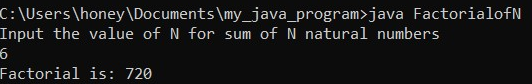 C:\Users\honey\Documents\my_java_program>java FactorialofN
Input the value of N for sum of N natural numbers
6
Factorial is: 720